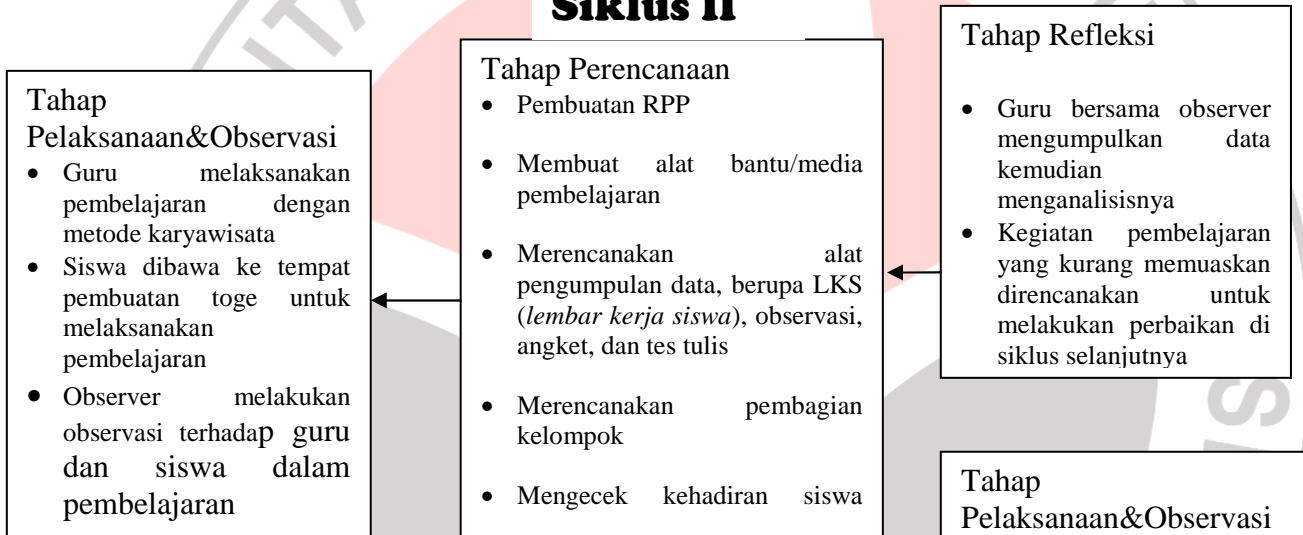 Siklus II
Tahap
Pelaksanaan&Observasi
• Guru melaksanakan
pembelajaran dengan
metode karyawisata
• Siswa dibawa ke tempat
pembuatan toge untuk
melaksanakan
pembelajaran
• Observer melakukan
observasi terhadap guru
dan siswa dalam
pembelajaran
Tahap Perencanaan
• Pembuatan RPP
• Membuat alat bantu/media
pembelajaran
• Merencanakan alat
pengumpulan data, berupa LKS
(lembar kerja siswa), observasi,
angket, dan tes tulis
• Merencanakan pembagian
kelompok
• Mengecek kehadiran siswa
Tahap Refleksi
• Guru bersama observer
mengumpulkan data
kemudian
menganalisisnya
• Kegiatan pembelajaran
yang kurang memuaskan
direncanakan untuk
melakukan perbaikan di
siklus selanjutnya
Tahap
Pelaksanaan&Observasi